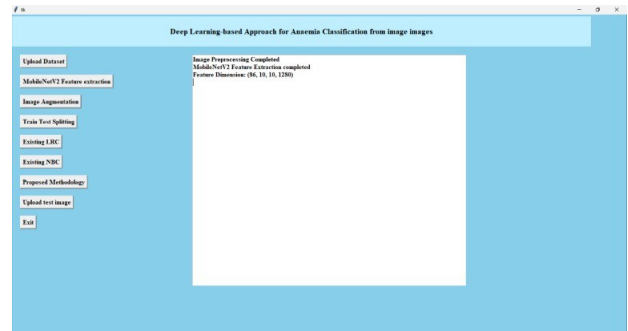 tk
Deep Learning-based Approach for Anaemia Classification from image images
Upload Dataset
MobileNetV2 Feature extraction
Image Augmentation
Train Test Splitting
Existing LRC
Existing NBC
Proposed Methodology
Upload test image
Exit
Image Preprocessing Completed
MobileNetV2 Feature Extraction completed
Feature Dimension: (86, 10, 10, 1280)